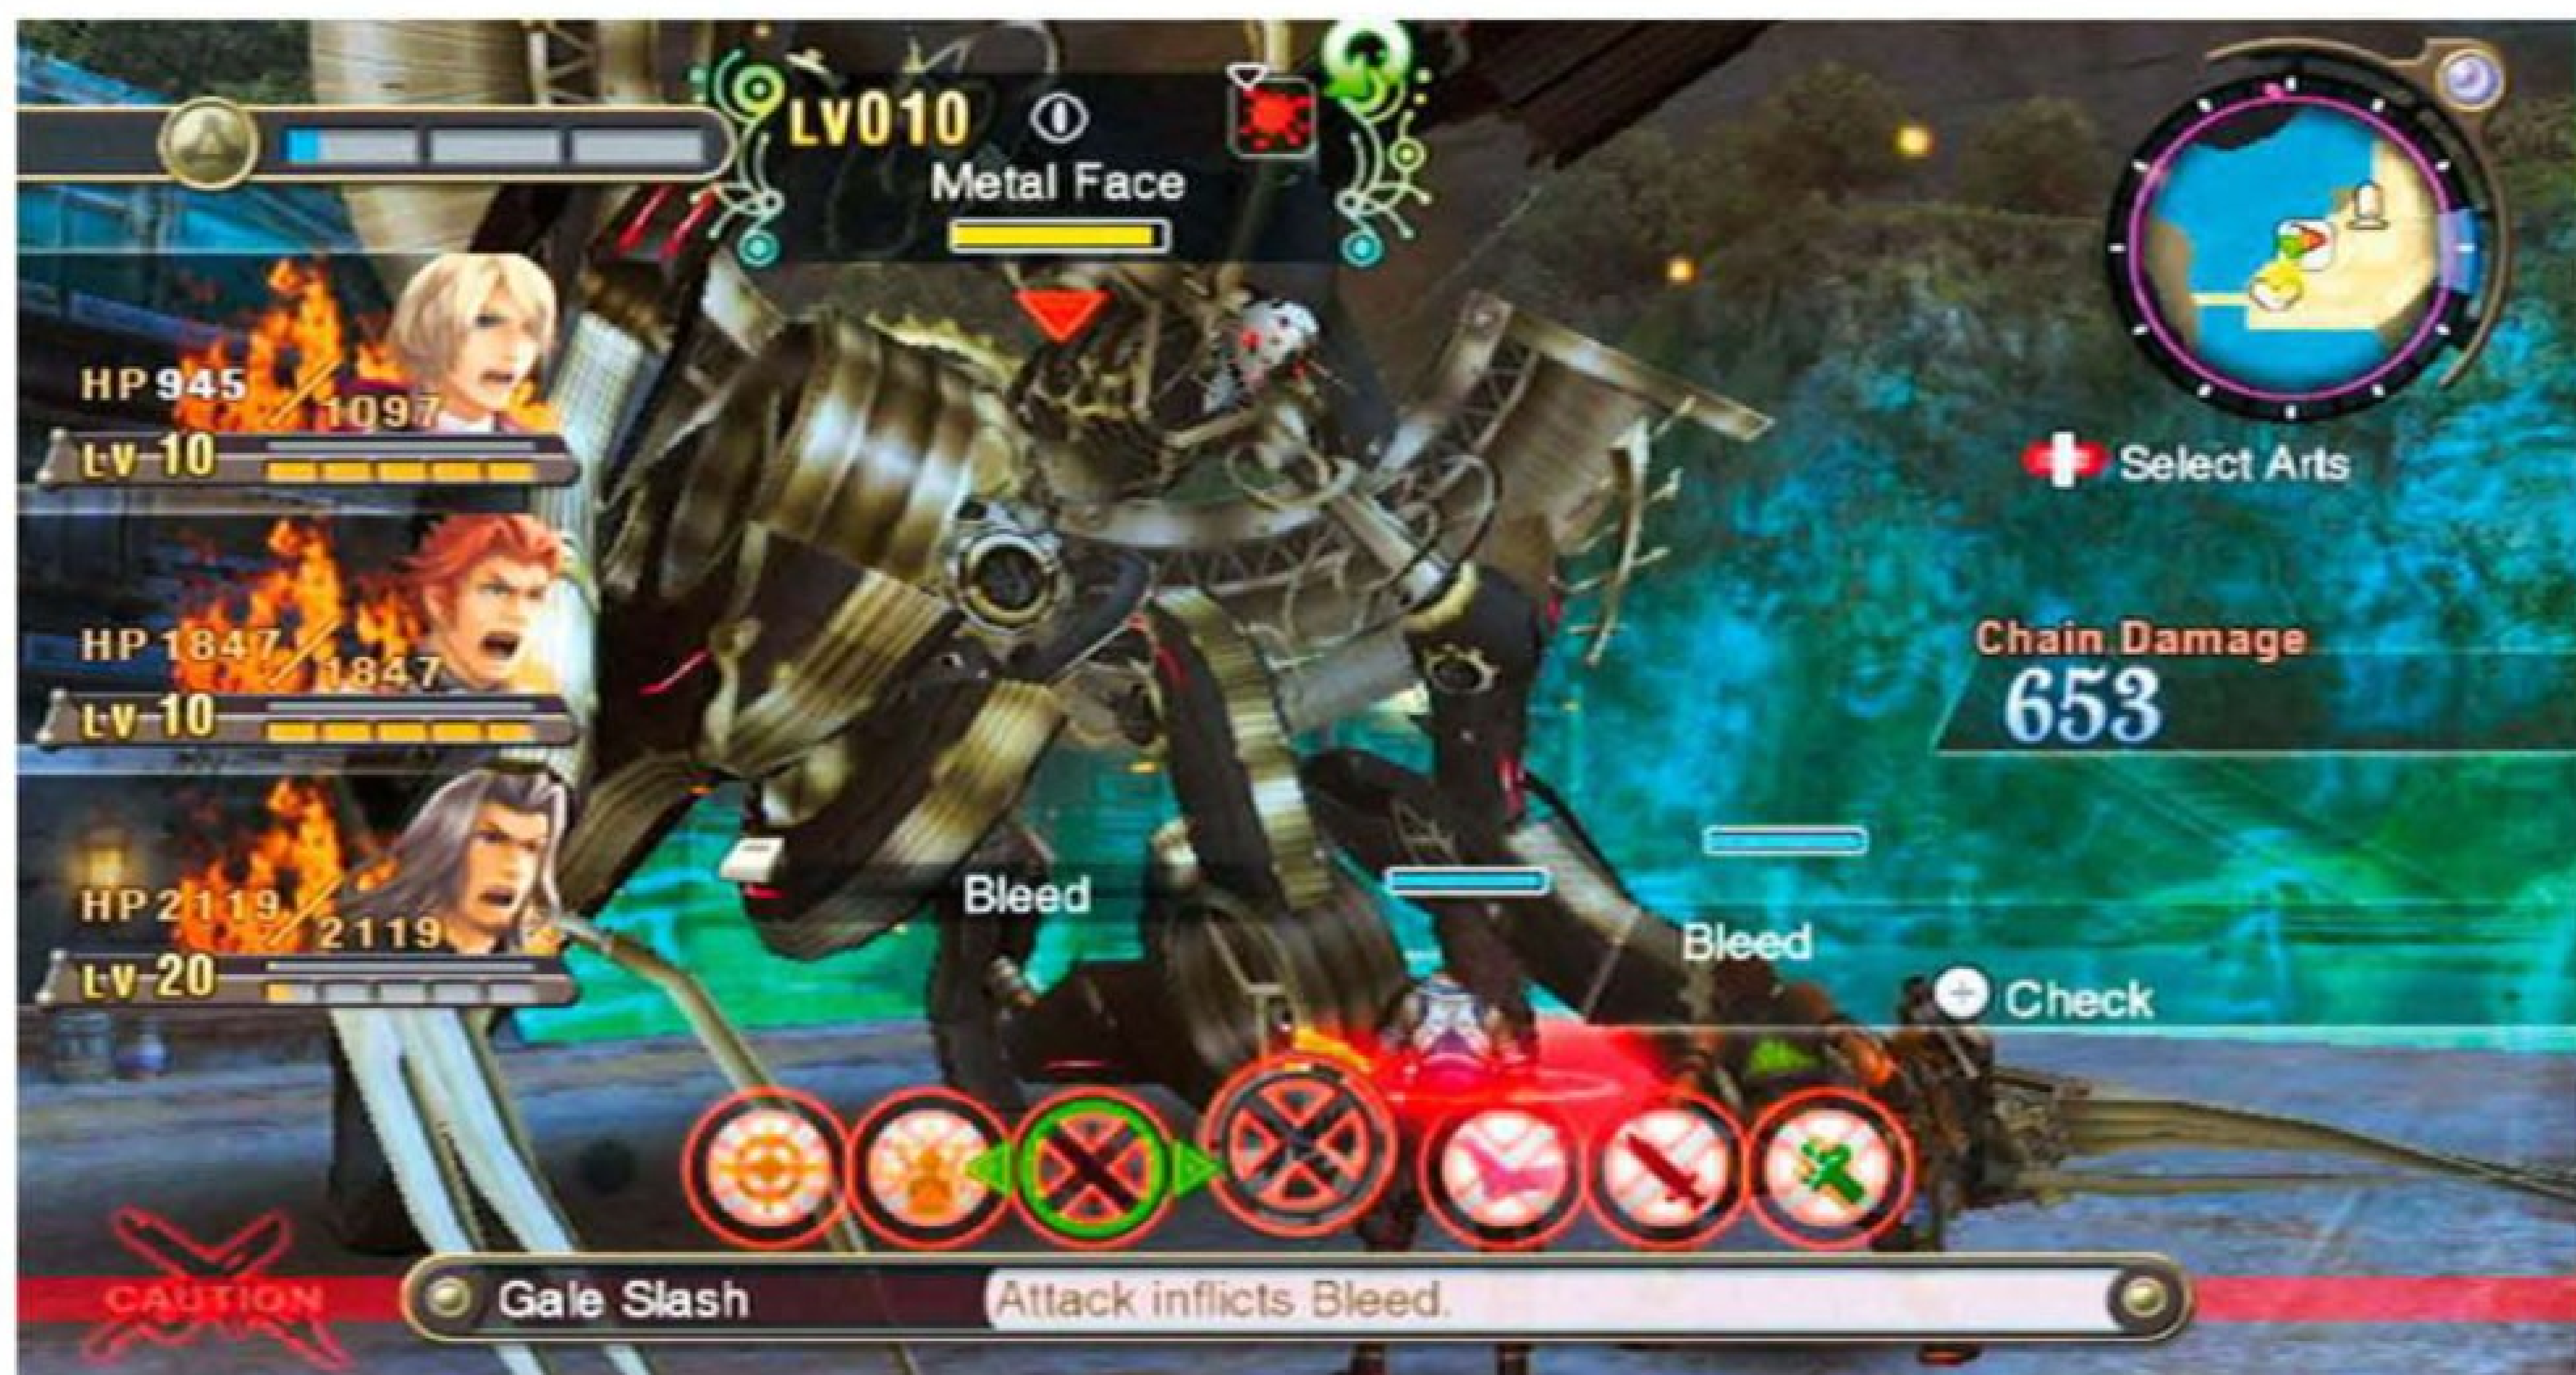 LV010
Metal Face
HP 945 / 1097
LV 10
HP 1847 / 1847
LV 10
HP 2119 / 2119
LV 20
Select Arts
Chain Damage
653
Bleed
Bleed
Check
CAUTION
Gale Slash
Attack inflicts Bleed.